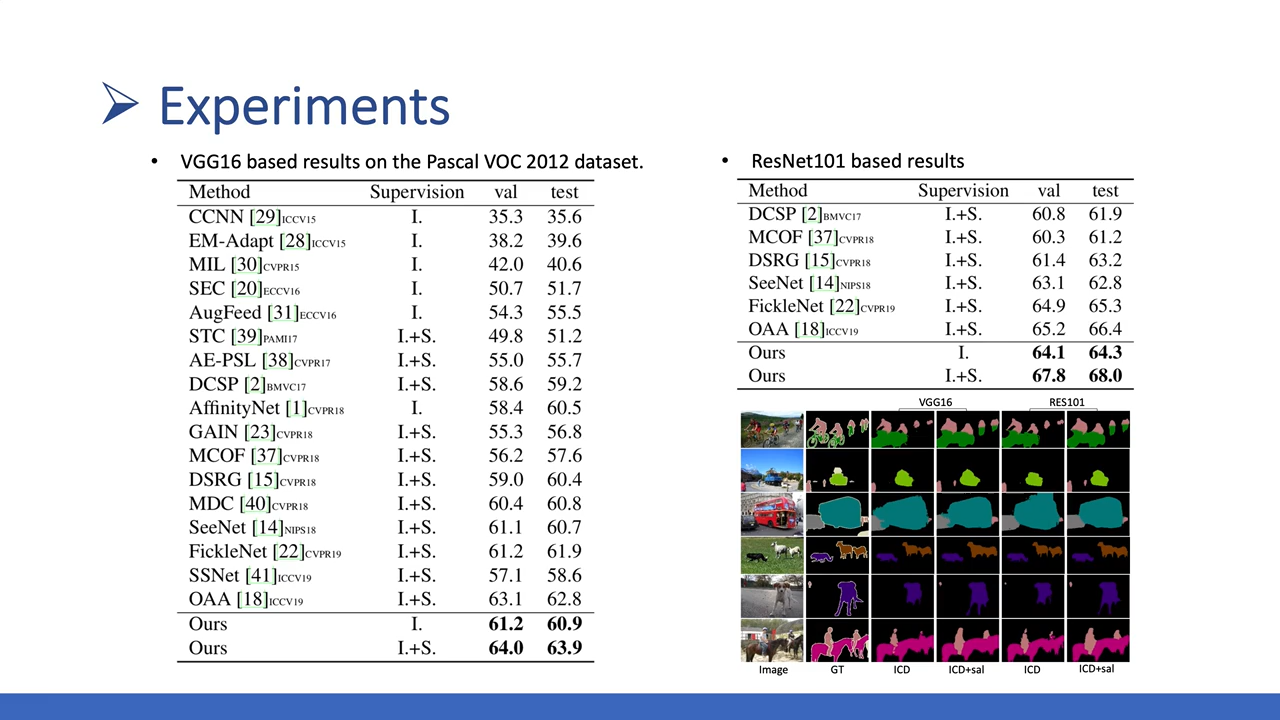 Experiments
• VGG16 based results on the Pascal VOC 2012 dataset.
Method Supervision val test
CCNN [29]ICCV15 I. 35.3 35.6
EM-Adapt [28]ICCV15 I. 38.2 39.6
MIL [30]CVPR15 I. 42.0 40.6
SEC [20]ECCV16 I. 50.7 51.7
AugFeed [31]ECCV16 I. 54.3 55.5
STC [39]PAMI17 I.+S. 49.8 51.2
AE-PSL [38]CVPR17 I.+S. 55.0 55.7
DCSP [2]BMVC17 I.+S. 58.6 59.2
AffinityNet [1]CVPR18 I. 58.4 60.5
GAIN [23]CVPR18 I.+S. 55.3 56.8
MCOF [37]CVPR18 I.+S. 56.2 57.6
DSRG [15]CVPR18 I.+S. 59.0 60.4
MDC [40]CVPR18 I.+S. 60.4 60.8
SeeNet [14]NIPS18 I.+S. 61.1 60.7
FickleNet [22]CVPR19 I.+S. 61.2 61.9
SSNet [41]ICCV19 I.+S. 57.1 58.6
OAA [18]ICCV19 I.+S. 63.1 62.8
Ours I. 61.2 60.9
Ours I.+S. 64.0 63.9
• ResNet101 based results
Method Supervision val test
DCSP [2]BMVC17 I.+S. 60.8 61.9
MCOF [37]CVPR18 I.+S. 60.3 61.2
DSRG [15]CVPR18 I.+S. 61.4 63.2
SeeNet [14]NIPS18 I.+S. 63.1 62.8
FickleNet [22]CVPR19 I.+S. 64.9 65.3
OAA [18]ICCV19 I.+S. 65.2 66.4
Ours I. 64.1 64.3
Ours I.+S. 67.8 68.0
VGG16 RES101
Image GT ICD ICD+sal ICD ICD+sal